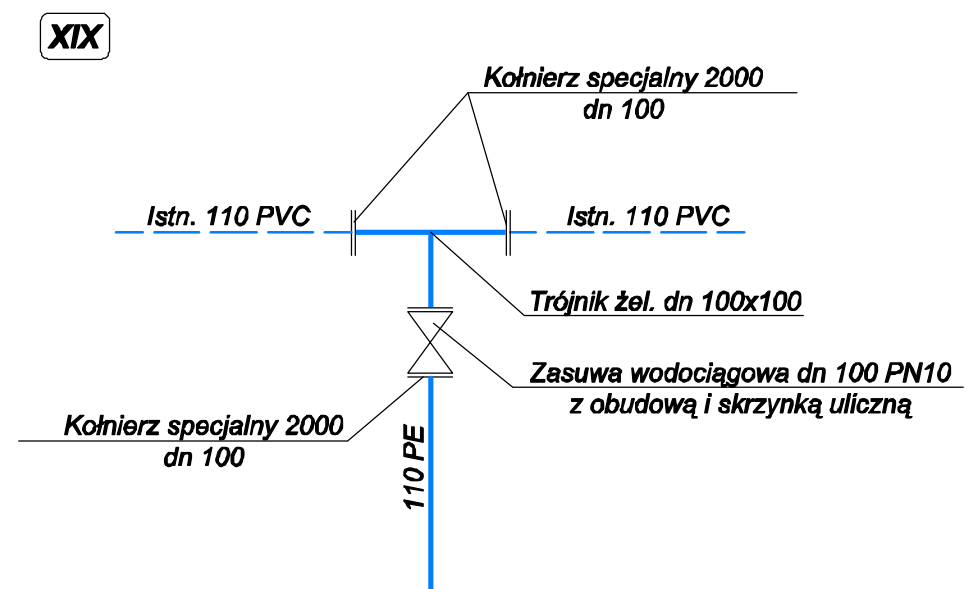 XIX
Kołnierz specjalny 2000
dn 100
Istn. 110 PVC
Istn. 110 PVC
Trójnik żel. dn 100x100
Zasuwa wodociągowa dn 100 PN10
z obudową i skrzynką uliczną
Kołnierz specjalny 2000
dn 100
110 PE